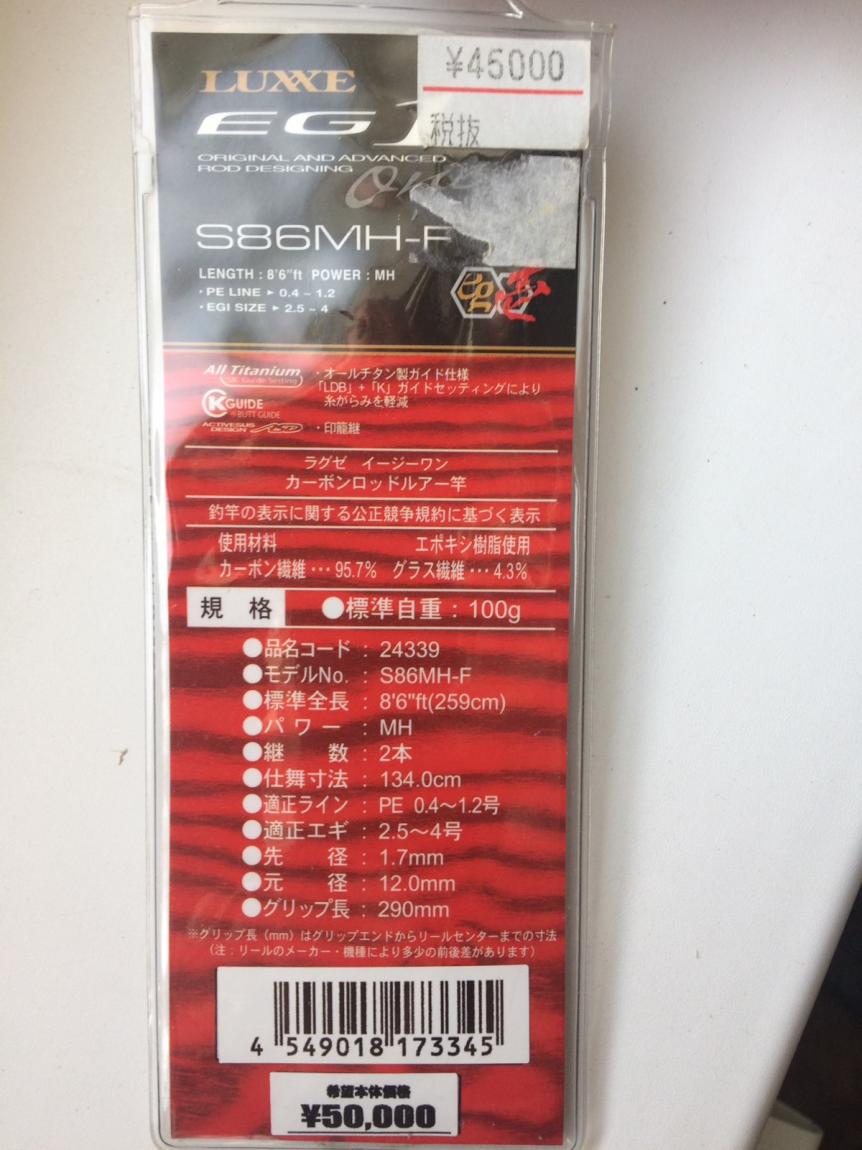 LUXXE
¥45000
税抜
EG
ORIGINAL AND ADVANCED
ROD DESIGNING
S86MH-F
LENGTH : 8'6"ft POWER : MH
・PE LINE ▶ 0.4 ~ 1.2
・EGI SIZE ▶ 2.5 ~ 4
All Titanium
Guide Setting
・オールチタン製ガイド仕様
「LDB」+「K」ガイドセッティングにより
糸がらみを軽減
K GUIDE
BUTT GUIDE
ACTIVESUS
DESIGN
・印籠継
ラグゼ イージーワン
カーボンロッドルアー竿
釣竿の表示に関する公正競争規約に基づく表示
使用材料 エポキシ樹脂使用
カーボン繊維…95.7% グラス繊維…4.3%
規格 ●標準自重 : 100g
●品名コード : 24339
●モデルNo. : S86MH-F
●標準全長 : 8'6"ft(259cm)
●パワー : MH
●継数 : 2本
●仕舞寸法 : 134.0cm
●適正ライン : PE 0.4〜1.2号
●適正エギ : 2.5〜4号
●先径 : 1.7mm
●元径 : 12.0mm
●グリップ長 : 290mm
※グリップ長（mm）はグリップエンドからリールセンターまでの寸法
（注：リールのメーカー・機種により多少の前後差があります）
4 549018 173345
希望本体価格
¥50,000